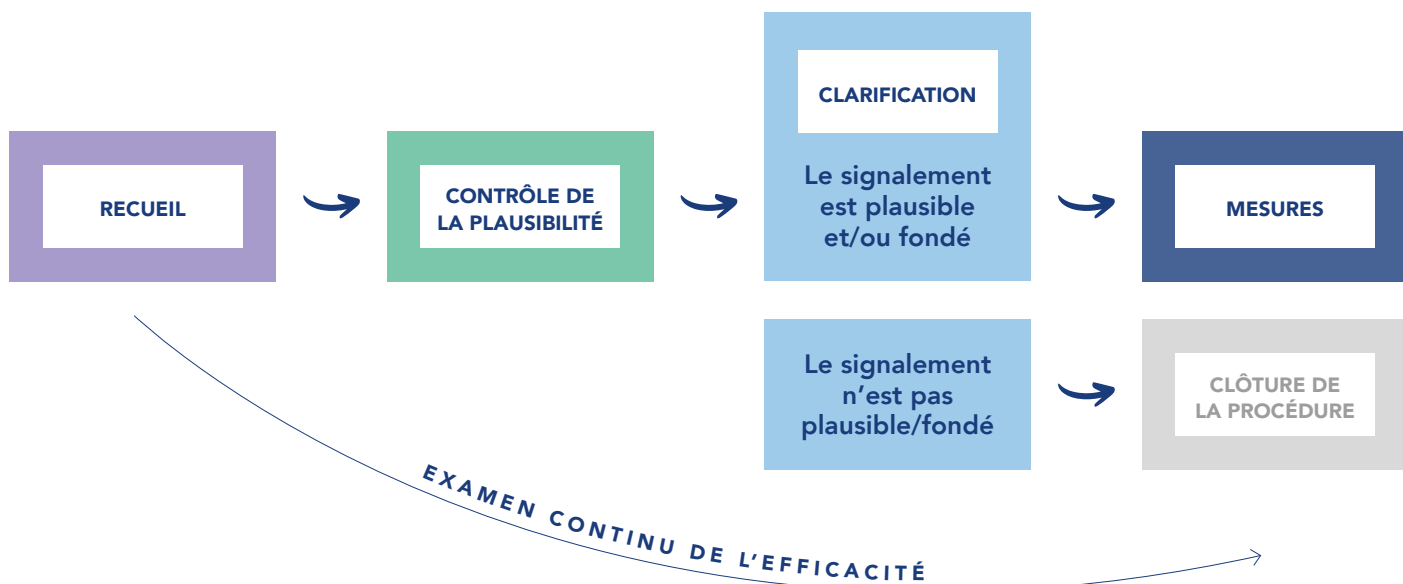 RECUEIL
CONTRÔLE DE
LA PLAUSIBILITÉ
CLARIFICATION
Le signalement
est plausible
et/ou fondé
MESURES
Le signalement
n’est pas
plausible/fondé
CLÔTURE DE
LA PROCÉDURE
EXAMEN CONTINU DE L’EFFICACITÉ